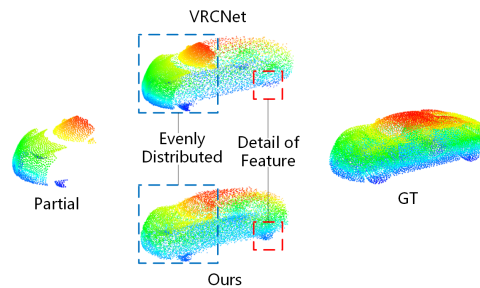 VRCNet
Evenly
Distributed
Detail of
Feature
Partial
GT
Ours